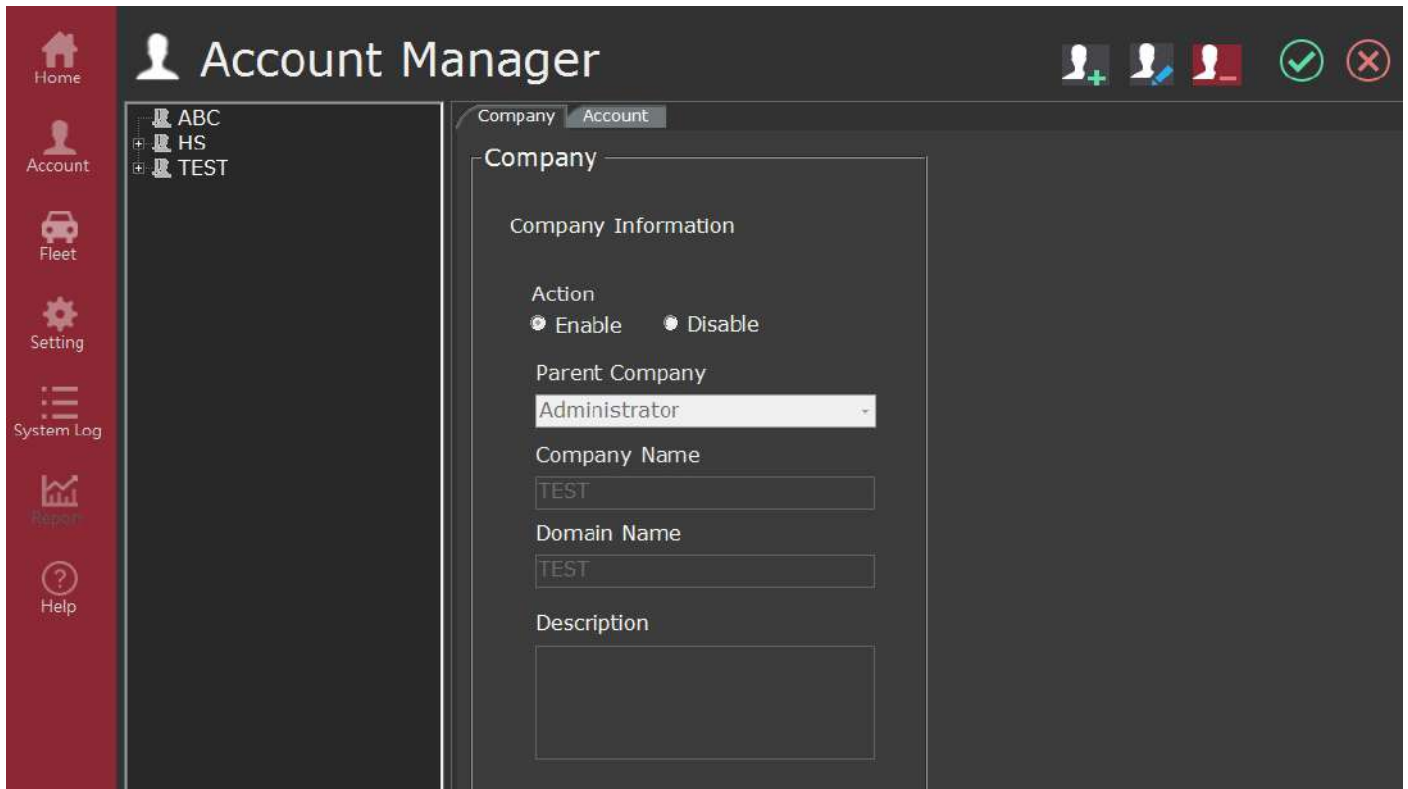 Home
Account
Fleet
Setting
System Log
Report
Help
Account Manager
ABC
HS
TEST
Company Account
Company
Company Information
Action
Enable Disable
Parent Company
Administrator
Company Name
TEST
Domain Name
TEST
Description